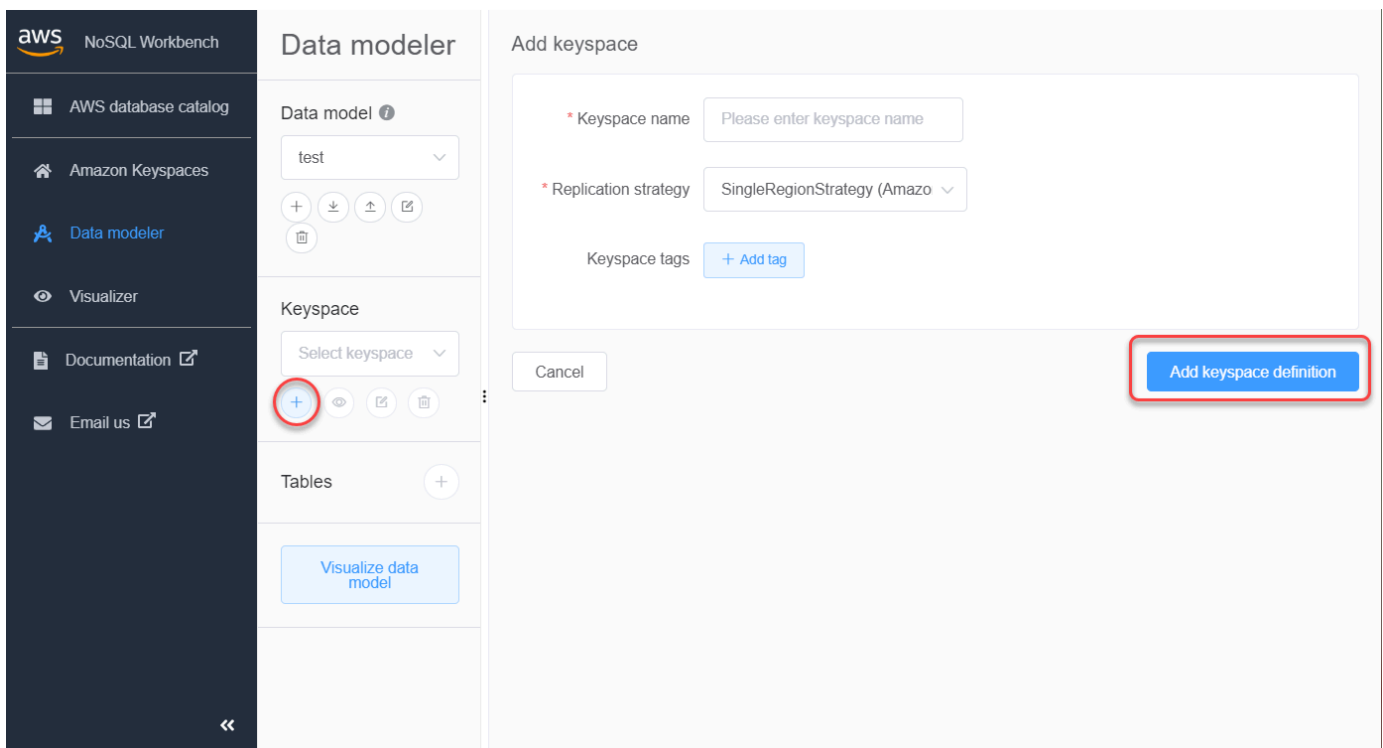 aws
NoSQL Workbench
AWS database catalog
Amazon Keyspaces
Data modeler
Visualizer
Documentation
Email us
Data modeler
Data model
test
Keyspace
Select keyspace
Tables
Visualize data
model
Add keyspace
* Keyspace name
Please enter keyspace name
* Replication strategy
SingleRegionStrategy (Amazo
Keyspace tags
+ Add tag
Cancel
Add keyspace definition